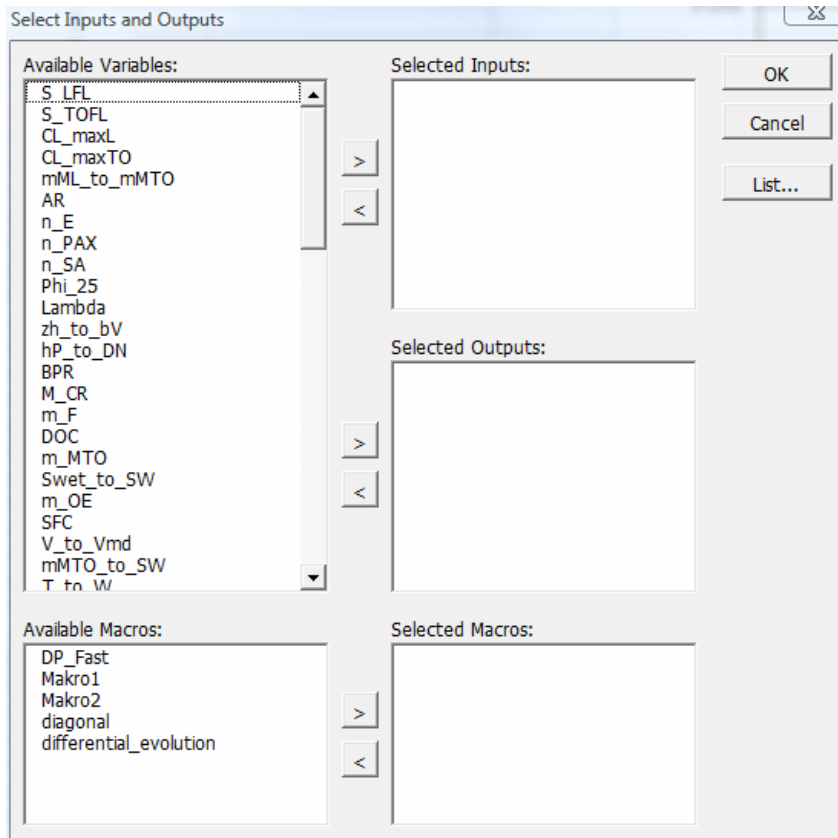 Select Inputs and Outputs
Available Variables:
S_LFL
S_TOFL
CL_maxL
CL_maxTO
mML_to_mMTO
AR
n_E
n_PAX
n_SA
Phi_25
Lambda
zh_to_bV
hP_to_DN
BPR
M_CR
m_F
DOC
m_MTO
Swet_to_SW
m_OE
SFC
V_to_Vmd
mMTO_to_SW
T_to_W
>
<
Selected Inputs:
OK
Cancel
List...
Selected Outputs:
>
<
Available Macros:
DP_Fast
Makro1
Makro2
diagonal
differential_evolution
>
<
Selected Macros: